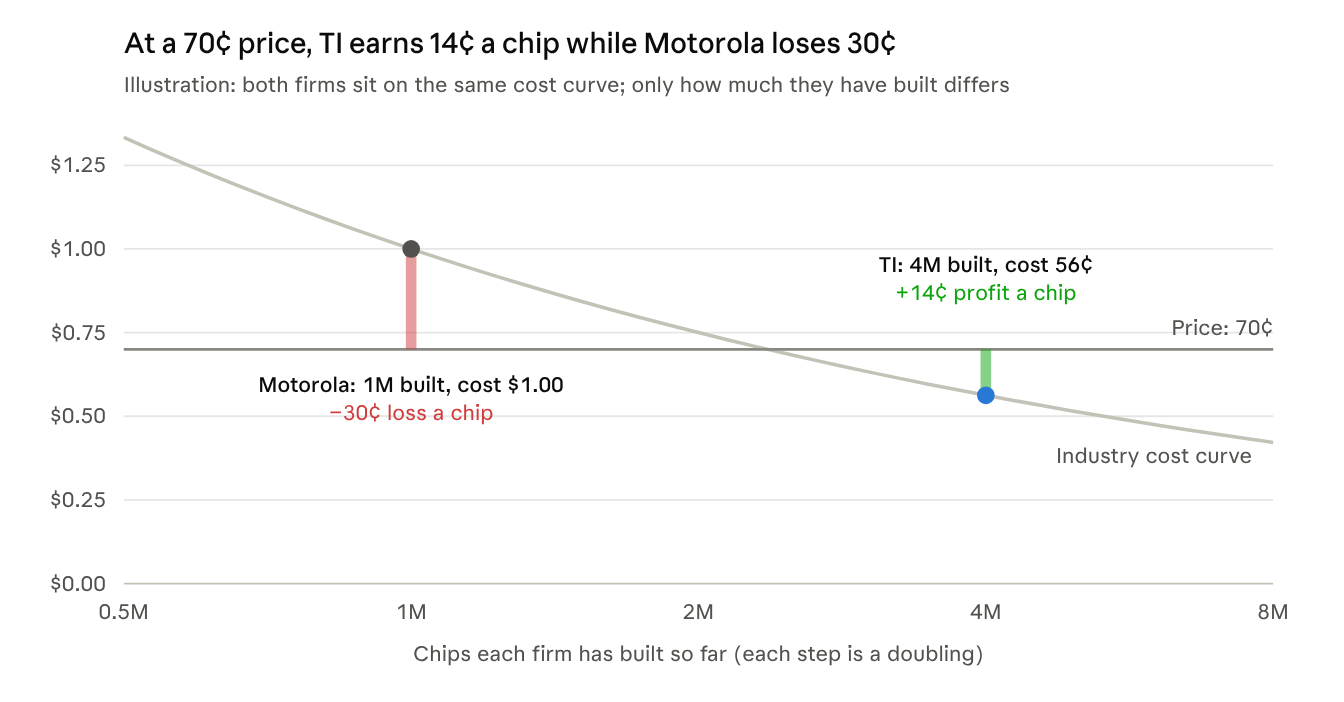 At a 70¢ price, TI earns 14¢ a chip while Motorola loses 30¢
Illustration: both firms sit on the same cost curve; only how much they have built differs
$1.25
$1.00
TI: 4M built, cost 56¢
+14¢ profit a chip
$0.75
Price: 70¢
Motorola: 1M built, cost $1.00
−30¢ loss a chip
$0.50
Industry cost curve
$0.25
$0.00
0.5M 1M 2M 4M 8M
Chips each firm has built so far (each step is a doubling)